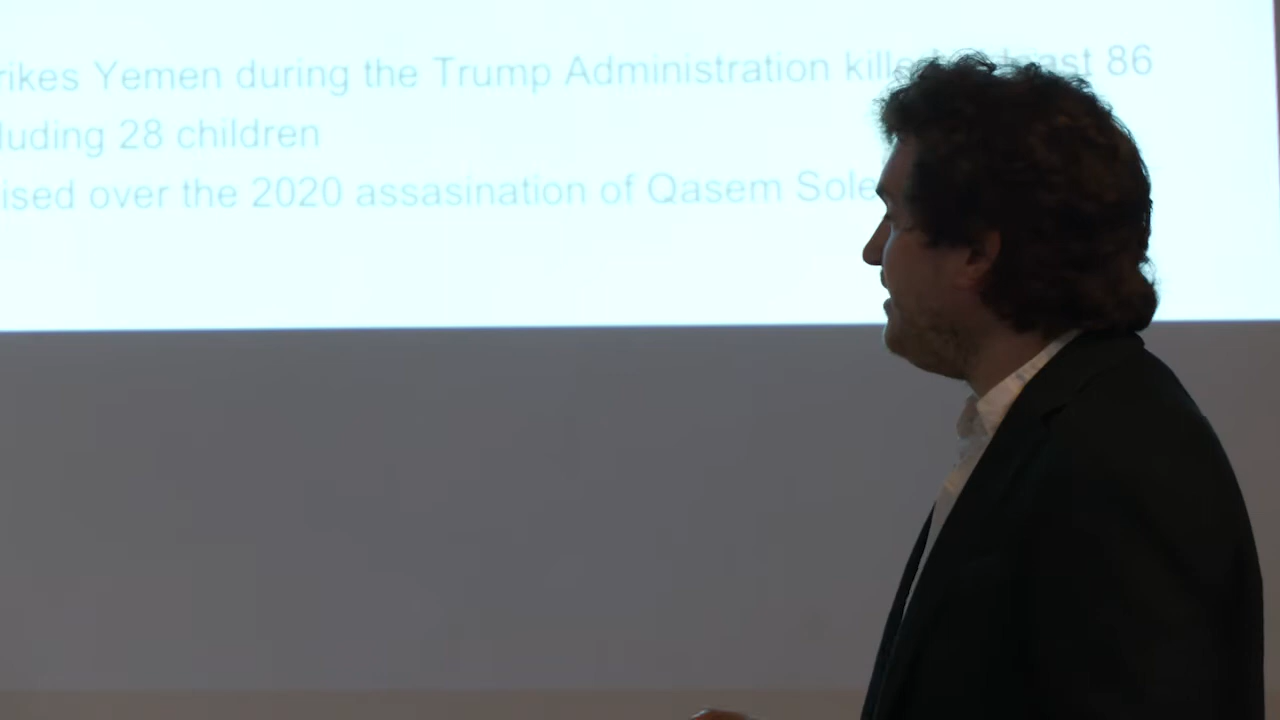 rikes Yemen during the Trump Administration kille ast 86
luding 28 children
ised over the 2020 assasination of Qasem Sole